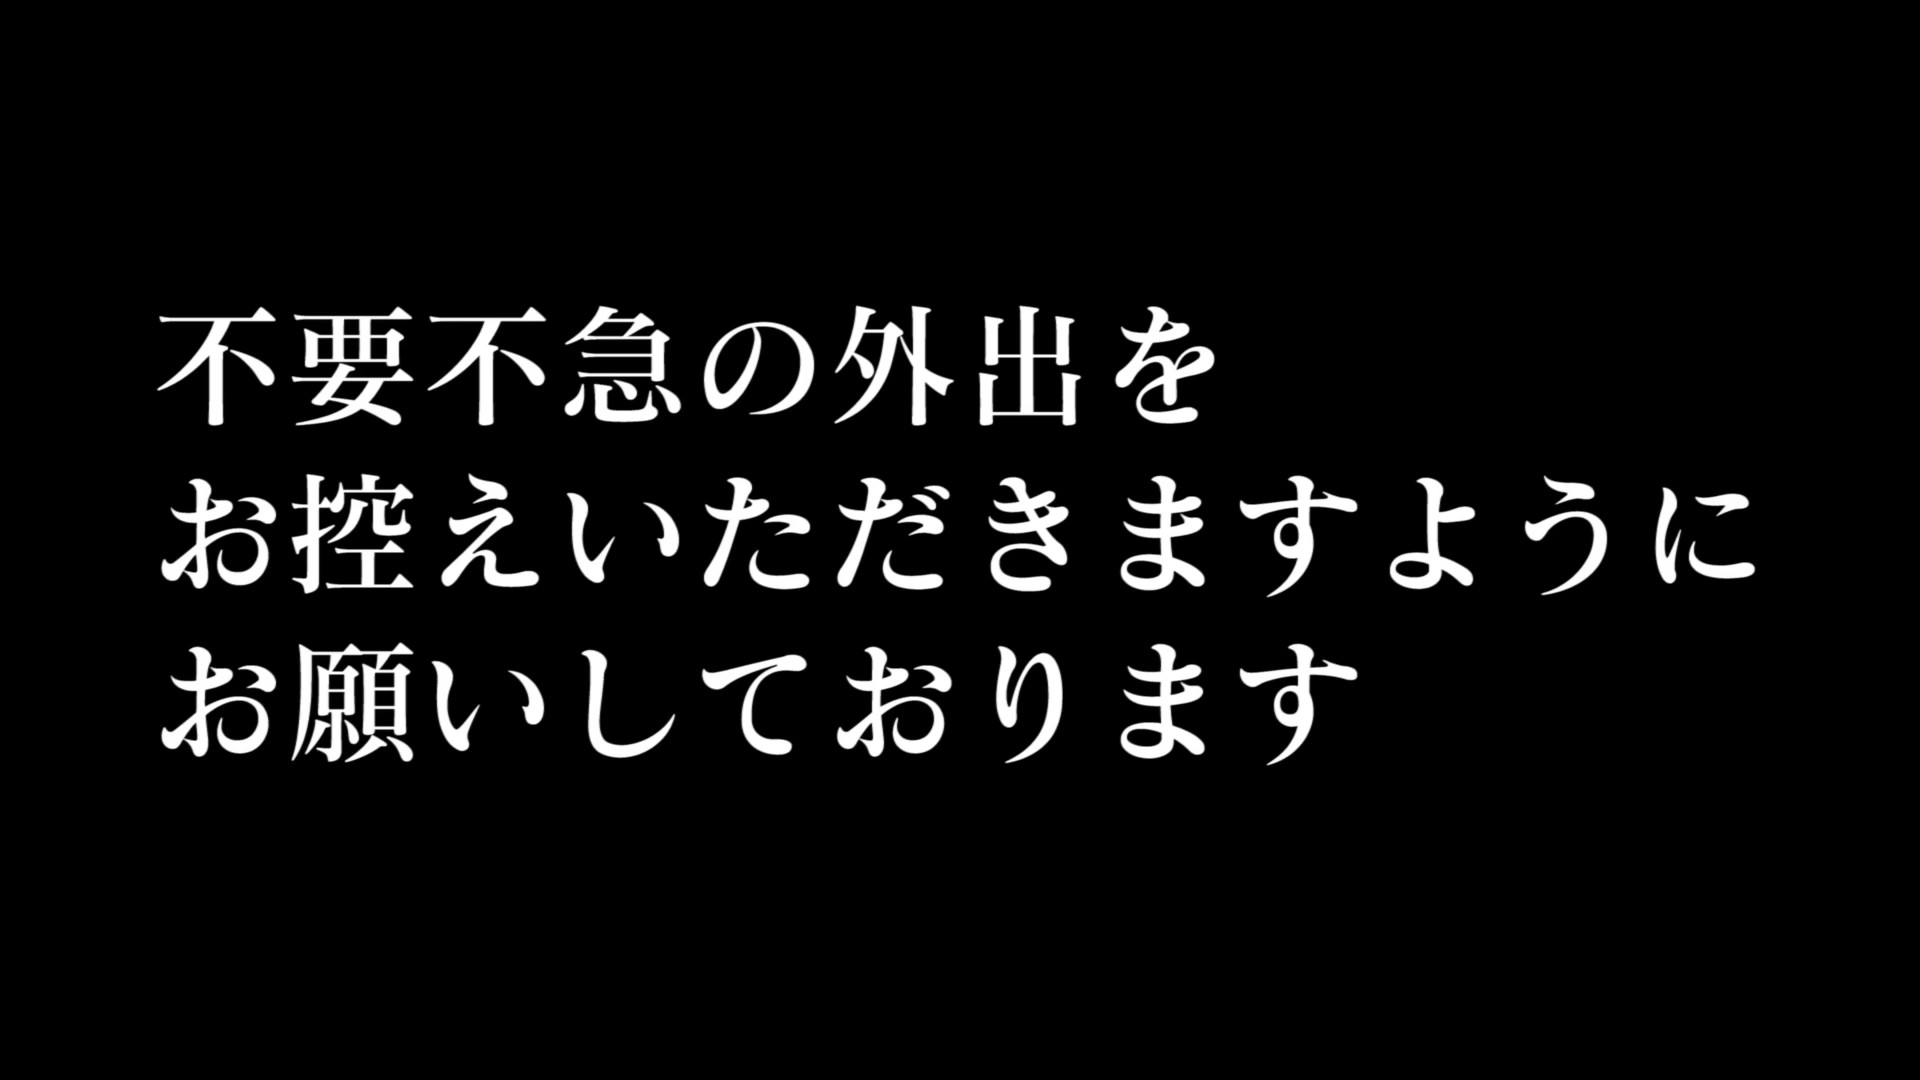 不要不急の外出を
お控えいただきますように
お願いしております